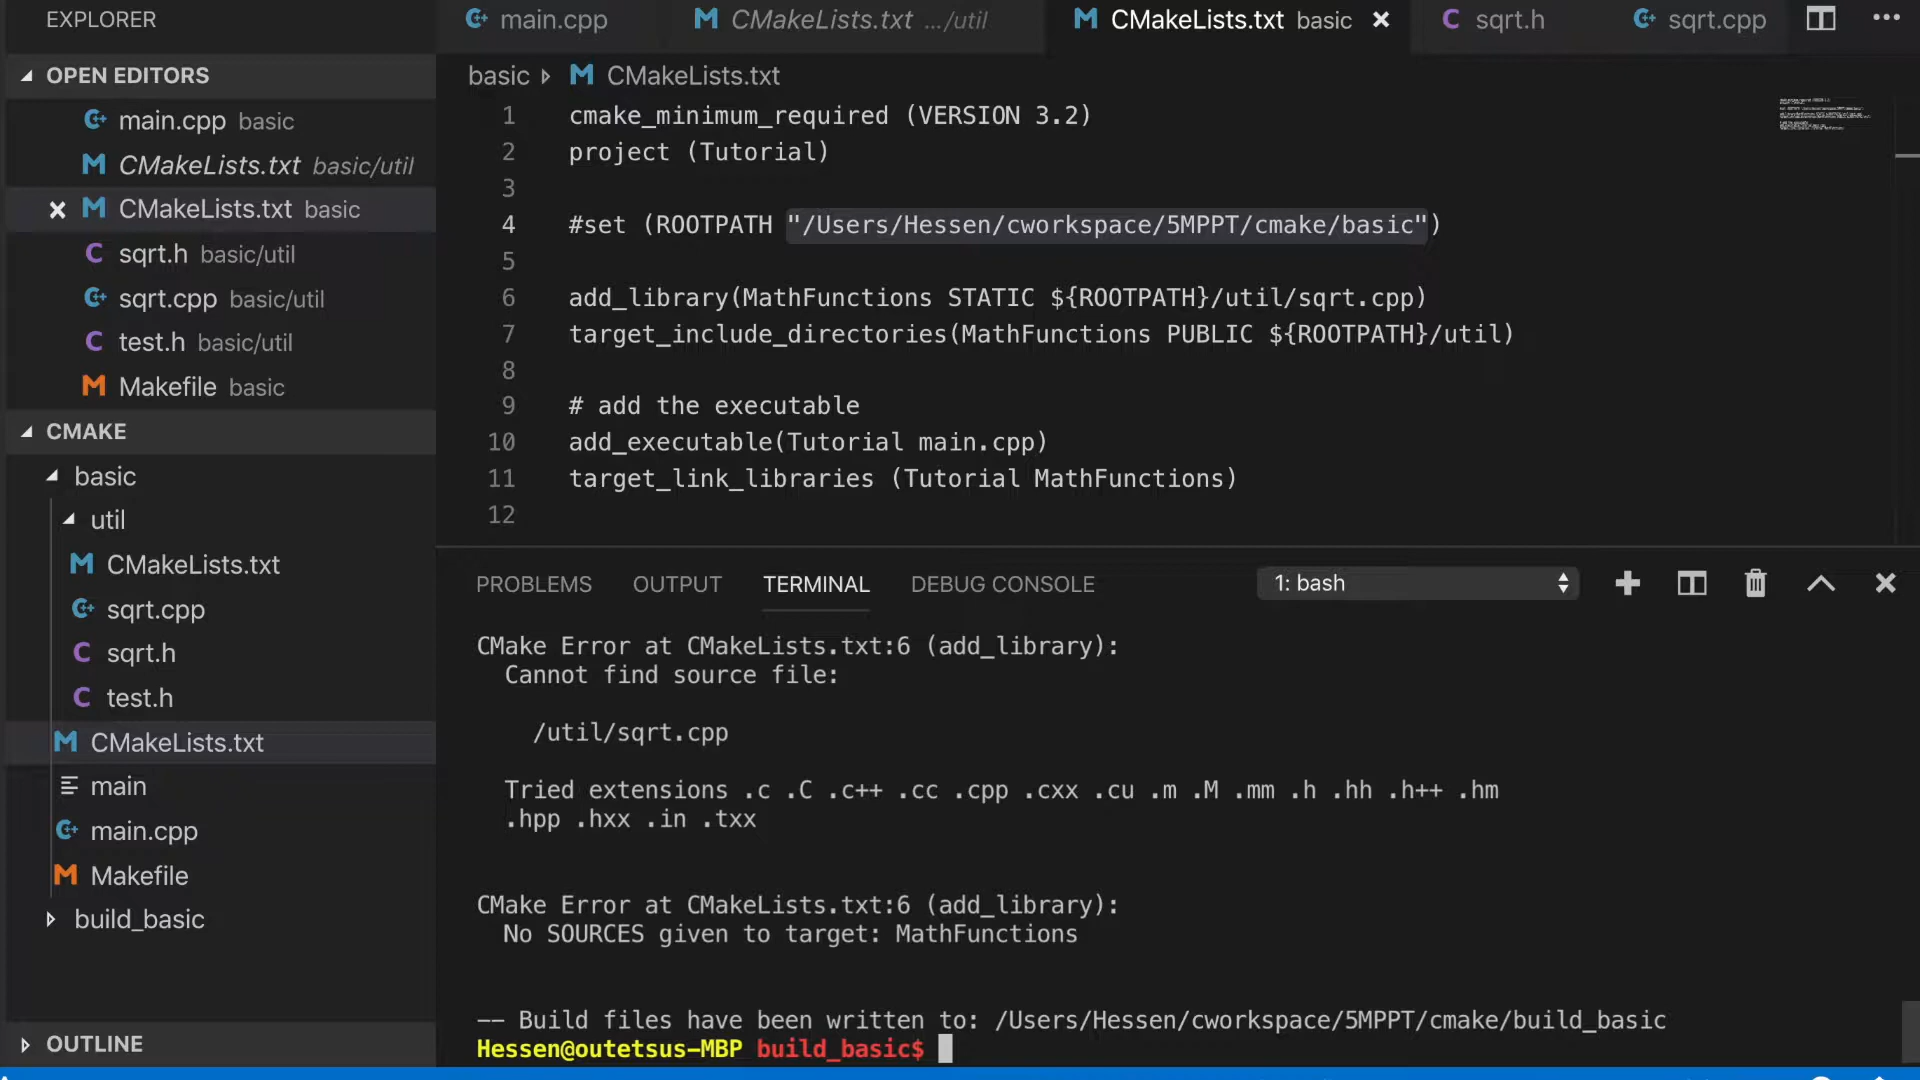 EXPLORER
main.cpp
CMakeLists.txt .../util
CMakeLists.txt basic
sqrt.h
sqrt.cpp
OPEN EDITORS
main.cpp basic
CMakeLists.txt basic/util
CMakeLists.txt basic
sqrt.h basic/util
sqrt.cpp basic/util
test.h basic/util
Makefile basic
CMAKE
basic
util
CMakeLists.txt
sqrt.cpp
sqrt.h
test.h
CMakeLists.txt
main
main.cpp
Makefile
build_basic
OUTLINE
basic CMakeLists.txt
1 cmake_minimum_required (VERSION 3.2)
2 project (Tutorial)
3
4 #set (ROOTPATH "/Users/Hessen/cworkspace/5MPPT/cmake/basic")
5
6 add_library(MathFunctions STATIC ${ROOTPATH}/util/sqrt.cpp)
7 target_include_directories(MathFunctions PUBLIC ${ROOTPATH}/util)
8
9 # add the executable
10 add_executable(Tutorial main.cpp)
11 target_link_libraries (Tutorial MathFunctions)
12
PROBLEMS OUTPUT TERMINAL DEBUG CONSOLE
1: bash
CMake Error at CMakeLists.txt:6 (add_library):
Cannot find source file:
/util/sqrt.cpp
Tried extensions .c .C .c++ .cc .cpp .cxx .cu .m .M .mm .h .hh .h++ .hm
.hpp .hxx .in .txx
CMake Error at CMakeLists.txt:6 (add_library):
No SOURCES given to target: MathFunctions
-- Build files have been written to: /Users/Hessen/cworkspace/5MPPT/cmake/build_basic
Hessen@outetsus-MBP build_basic$